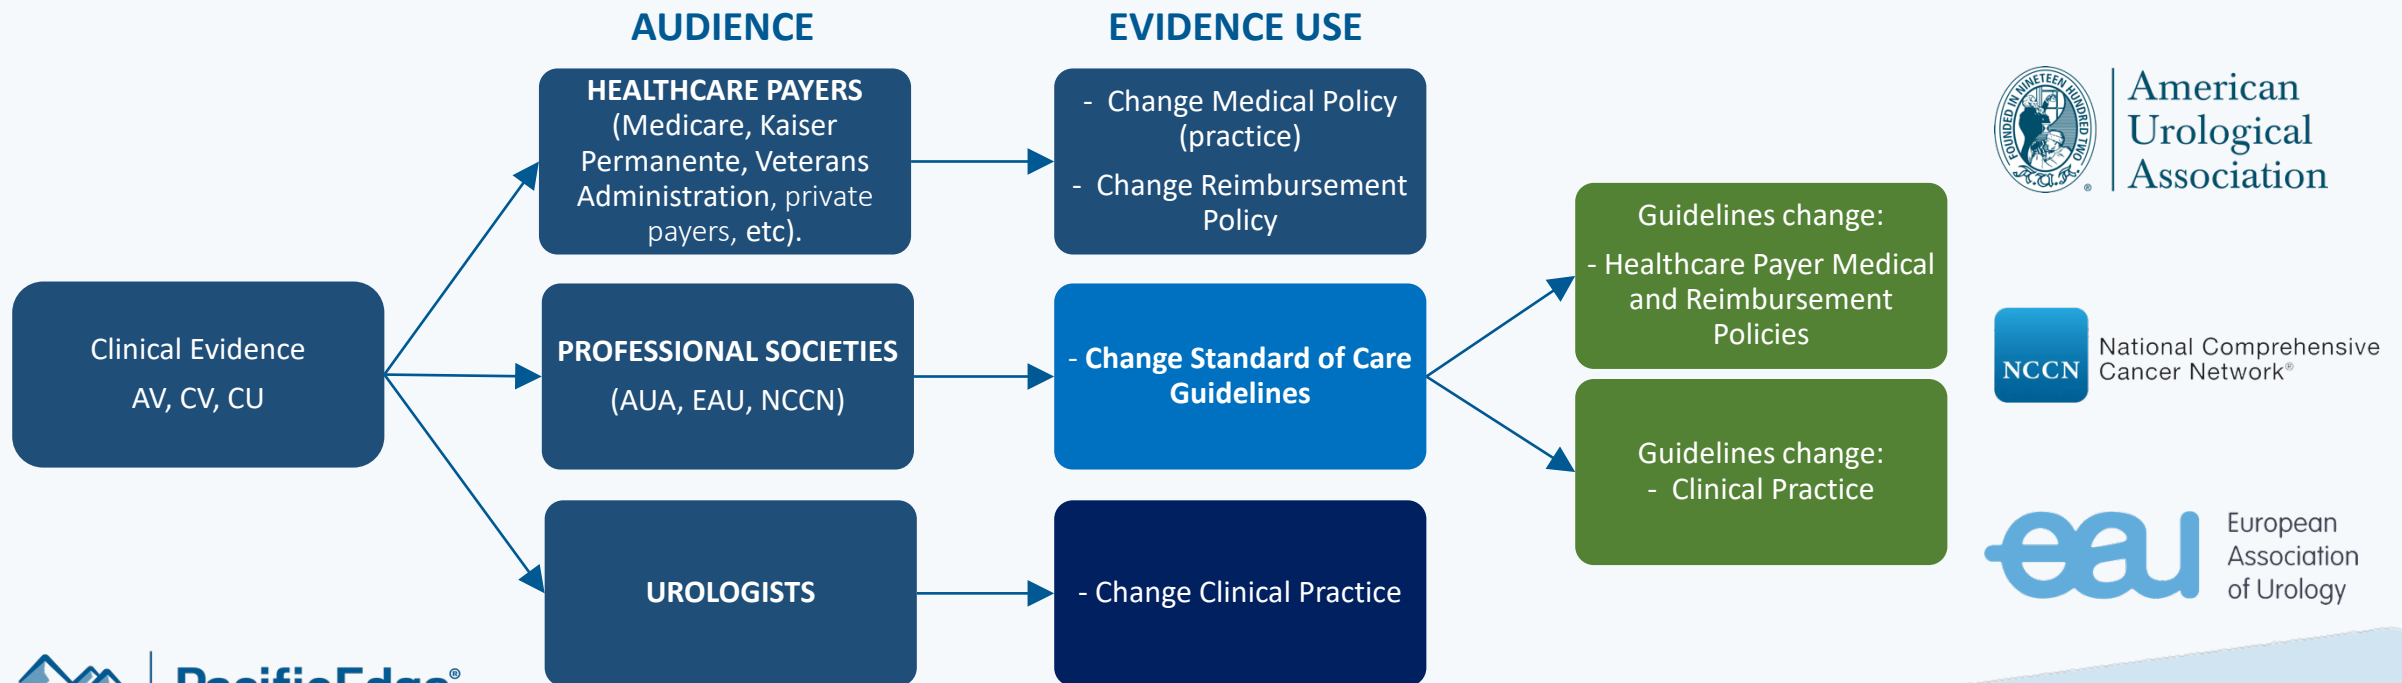 AUDIENCE
EVIDENCE USE
Clinical Evidence
AV, CV, CU
HEALTHCARE PAYERS
(Medicare, Kaiser
Permanente, Veterans
Administration, private
payers, etc).
- Change Medical Policy
(practice)
- Change Reimbursement
Policy
PROFESSIONAL SOCIETIES
(AUA, EAU, NCCN)
- Change Standard of Care
Guidelines
UROLOGISTS
- Change Clinical Practice
Guidelines change:
- Healthcare Payer Medical
and Reimbursement
Policies
Guidelines change:
- Clinical Practice
FOUNDED IN NINETEEN HUNDRED TWO
A.U.A.
®
American
Urological
Association
NCCN
National Comprehensive
Cancer Network®
eau
European
Association
of Urology
PacificEdge®